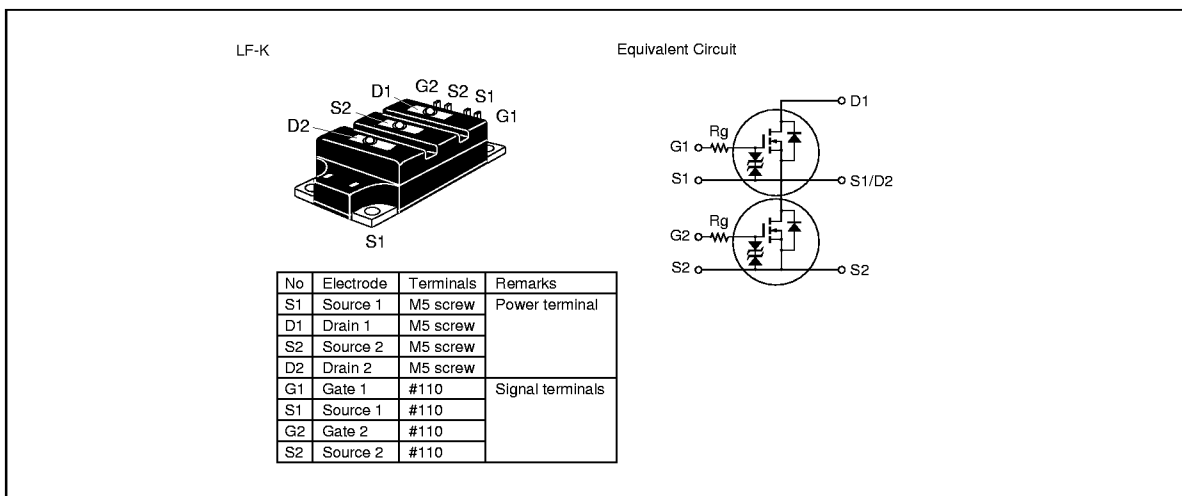 LF-K
Equivalent Circuit
D1 G2 S2 S1
S2 G1
D2
S1
D1
Rg
G1
S1 S1/D2
Rg
G2
S2 S2
No Electrode Terminals Remarks
S1 Source 1 M5 screw Power terminal
D1 Drain 1 M5 screw
S2 Source 2 M5 screw
D2 Drain 2 M5 screw
G1 Gate 1 #110 Signal terminals
S1 Source 1 #110
G2 Gate 2 #110
S2 Source 2 #110